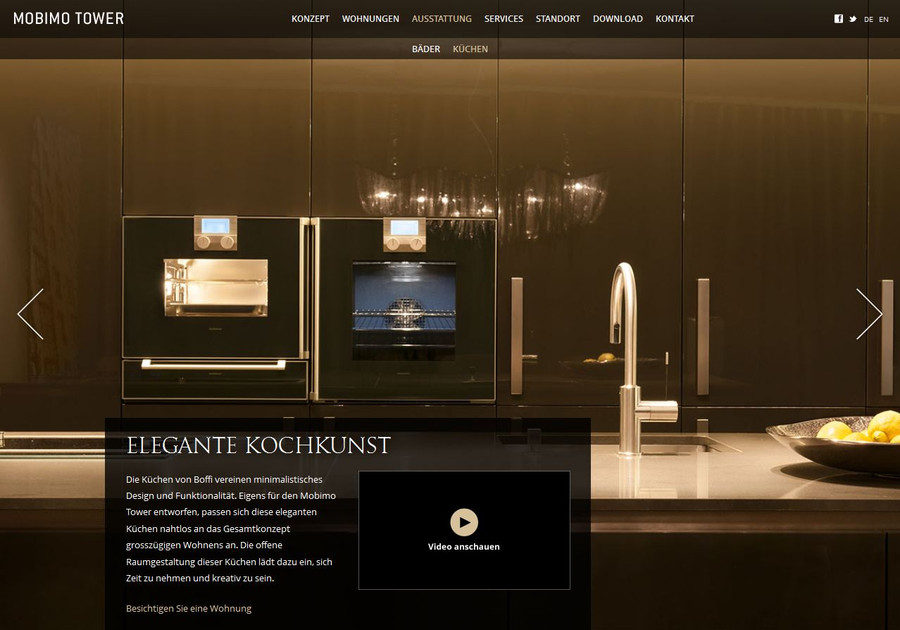 MOBIMO TOWER
KONZEPT WOHNUNGEN AUSSTATTUNG SERVICES STANDORT DOWNLOAD KONTAKT
DE EN
BÄDER KÜCHEN
ELEGANTE KOCHKUNST
Die Küchen von Boffi vereinen minimalistisches
Design und Funktionalität. Eigens für den Mobimo
Tower entworfen, passen sich diese eleganten
Küchen nahtlos an das Gesamtkonzept
grosszügigen Wohnens an. Die offene
Raumgestaltung dieser Küchen lädt dazu ein, sich
Zeit zu nehmen und kreativ zu sein.
Video anschauen
Besichtigen Sie eine Wohnung